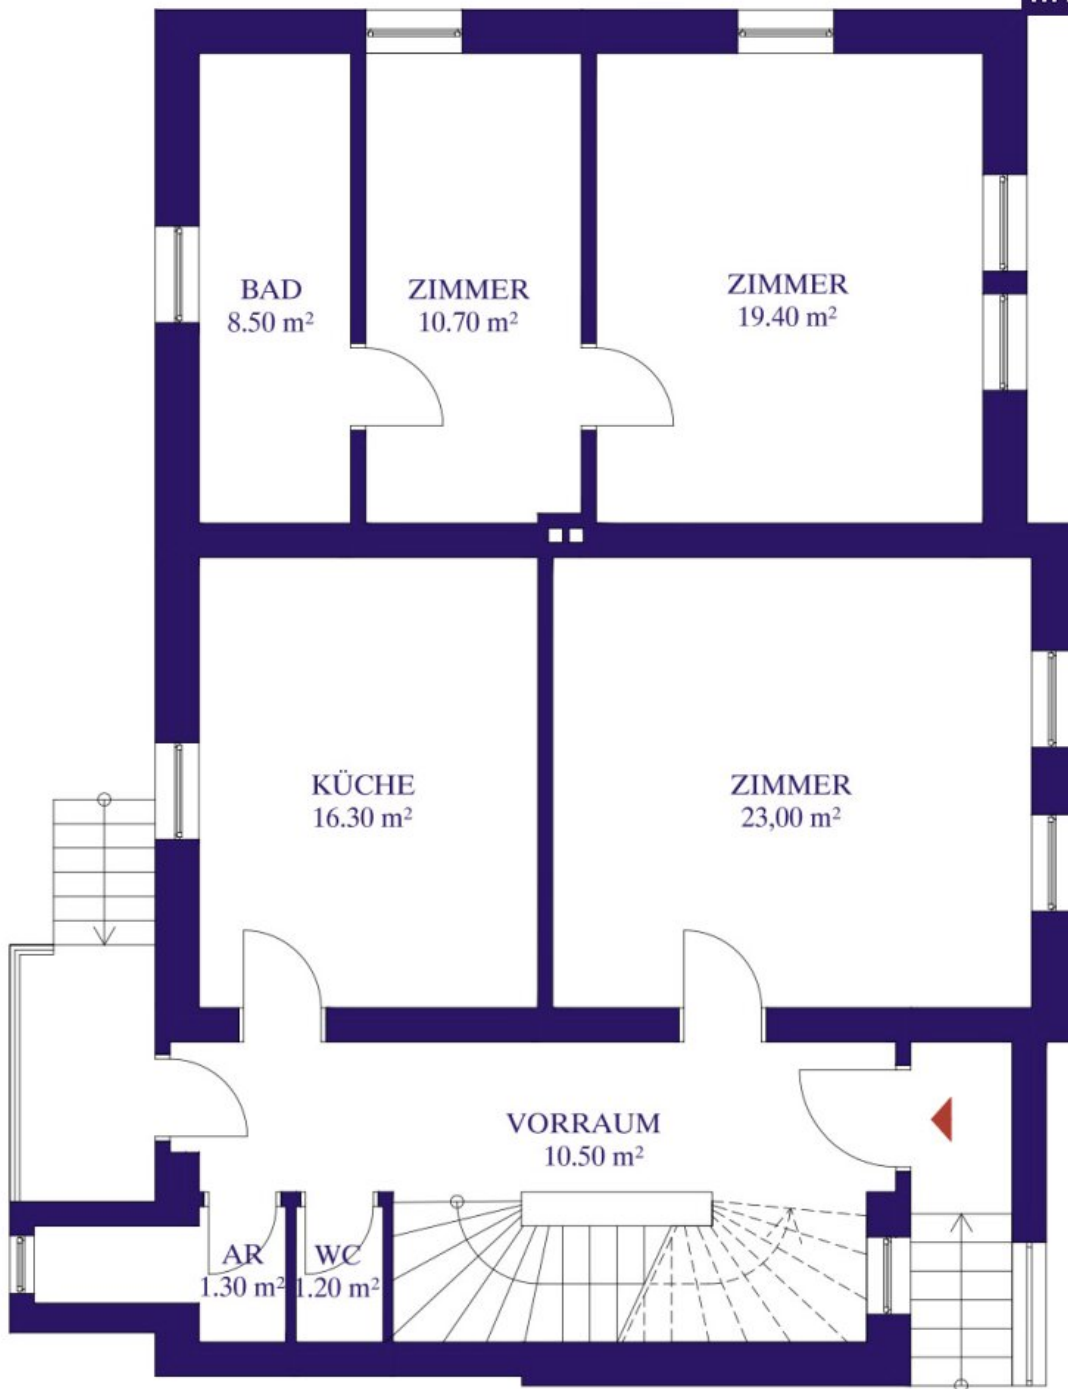 BAD
8.50 m²
ZIMMER
10.70 m²
ZIMMER
19.40 m²
KÜCHE
16.30 m²
ZIMMER
23,00 m²
VORRAUM
10.50 m²
AR
1.30 m²
WC
1.20 m²